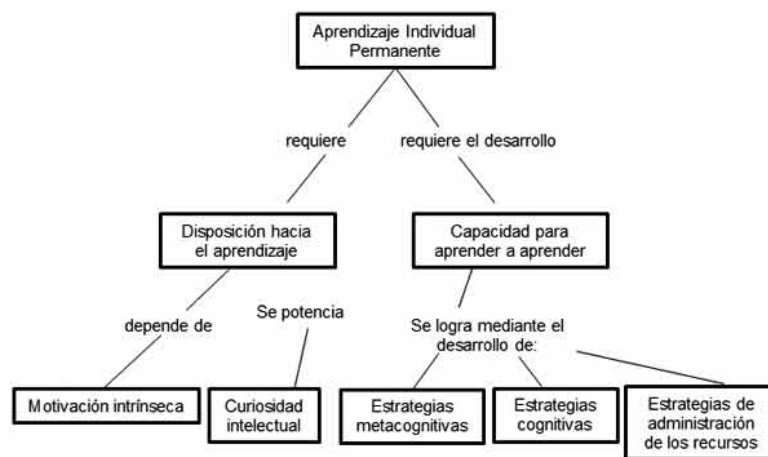 Aprendizaje Individual
Permanente
requiere
requiere el desarrollo
Disposición hacia
el aprendizaje
Capacidad para
aprender a aprender
depende de
Se potencia
Se logra mediante el
desarrollo de:
Motivación intrínseca
Curiosidad
intelectual
Estrategias
metacognitivas
Estrategias
cognitivas
Estrategias de
administración
de los recursos